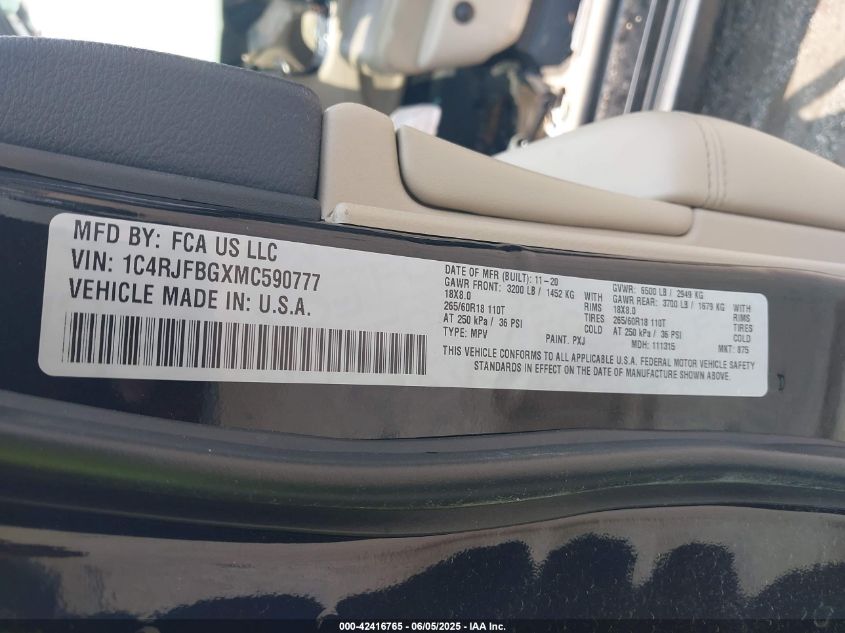 MFD BY: FCA US LLC
VIN: 1C4RJFBGXMC590777
VEHICLE MADE IN: U.S.A.
DATE OF MFR (BUILT): 11-20
GAWR FRONT: 3200 LB / 1452 KG WITH
18X8.0 RIMS
265/60R18 110T TIRES
AT 250 kPa / 36 PSI COLD
TYPE: MPV PAINT. PXJ
GVWR: 6500 LB / 2949 KG
GAWR REAR: 3700 LB / 1679 KG WITH
18X8.0 RIMS
265/60R18 110T TIRES
AT 250 kPa / 36 PSI COLD
MDH: 111315 MKT: 875
THIS VEHICLE CONFORMS TO ALL APPLICABLE U.S.A. FEDERAL MOTOR VEHICLE SAFETY
STANDARDS IN EFFECT ON THE DATE OF MANUFACTURE SHOWN ABOVE.
000-42416765 - 06/05/2025 - IAA Inc.